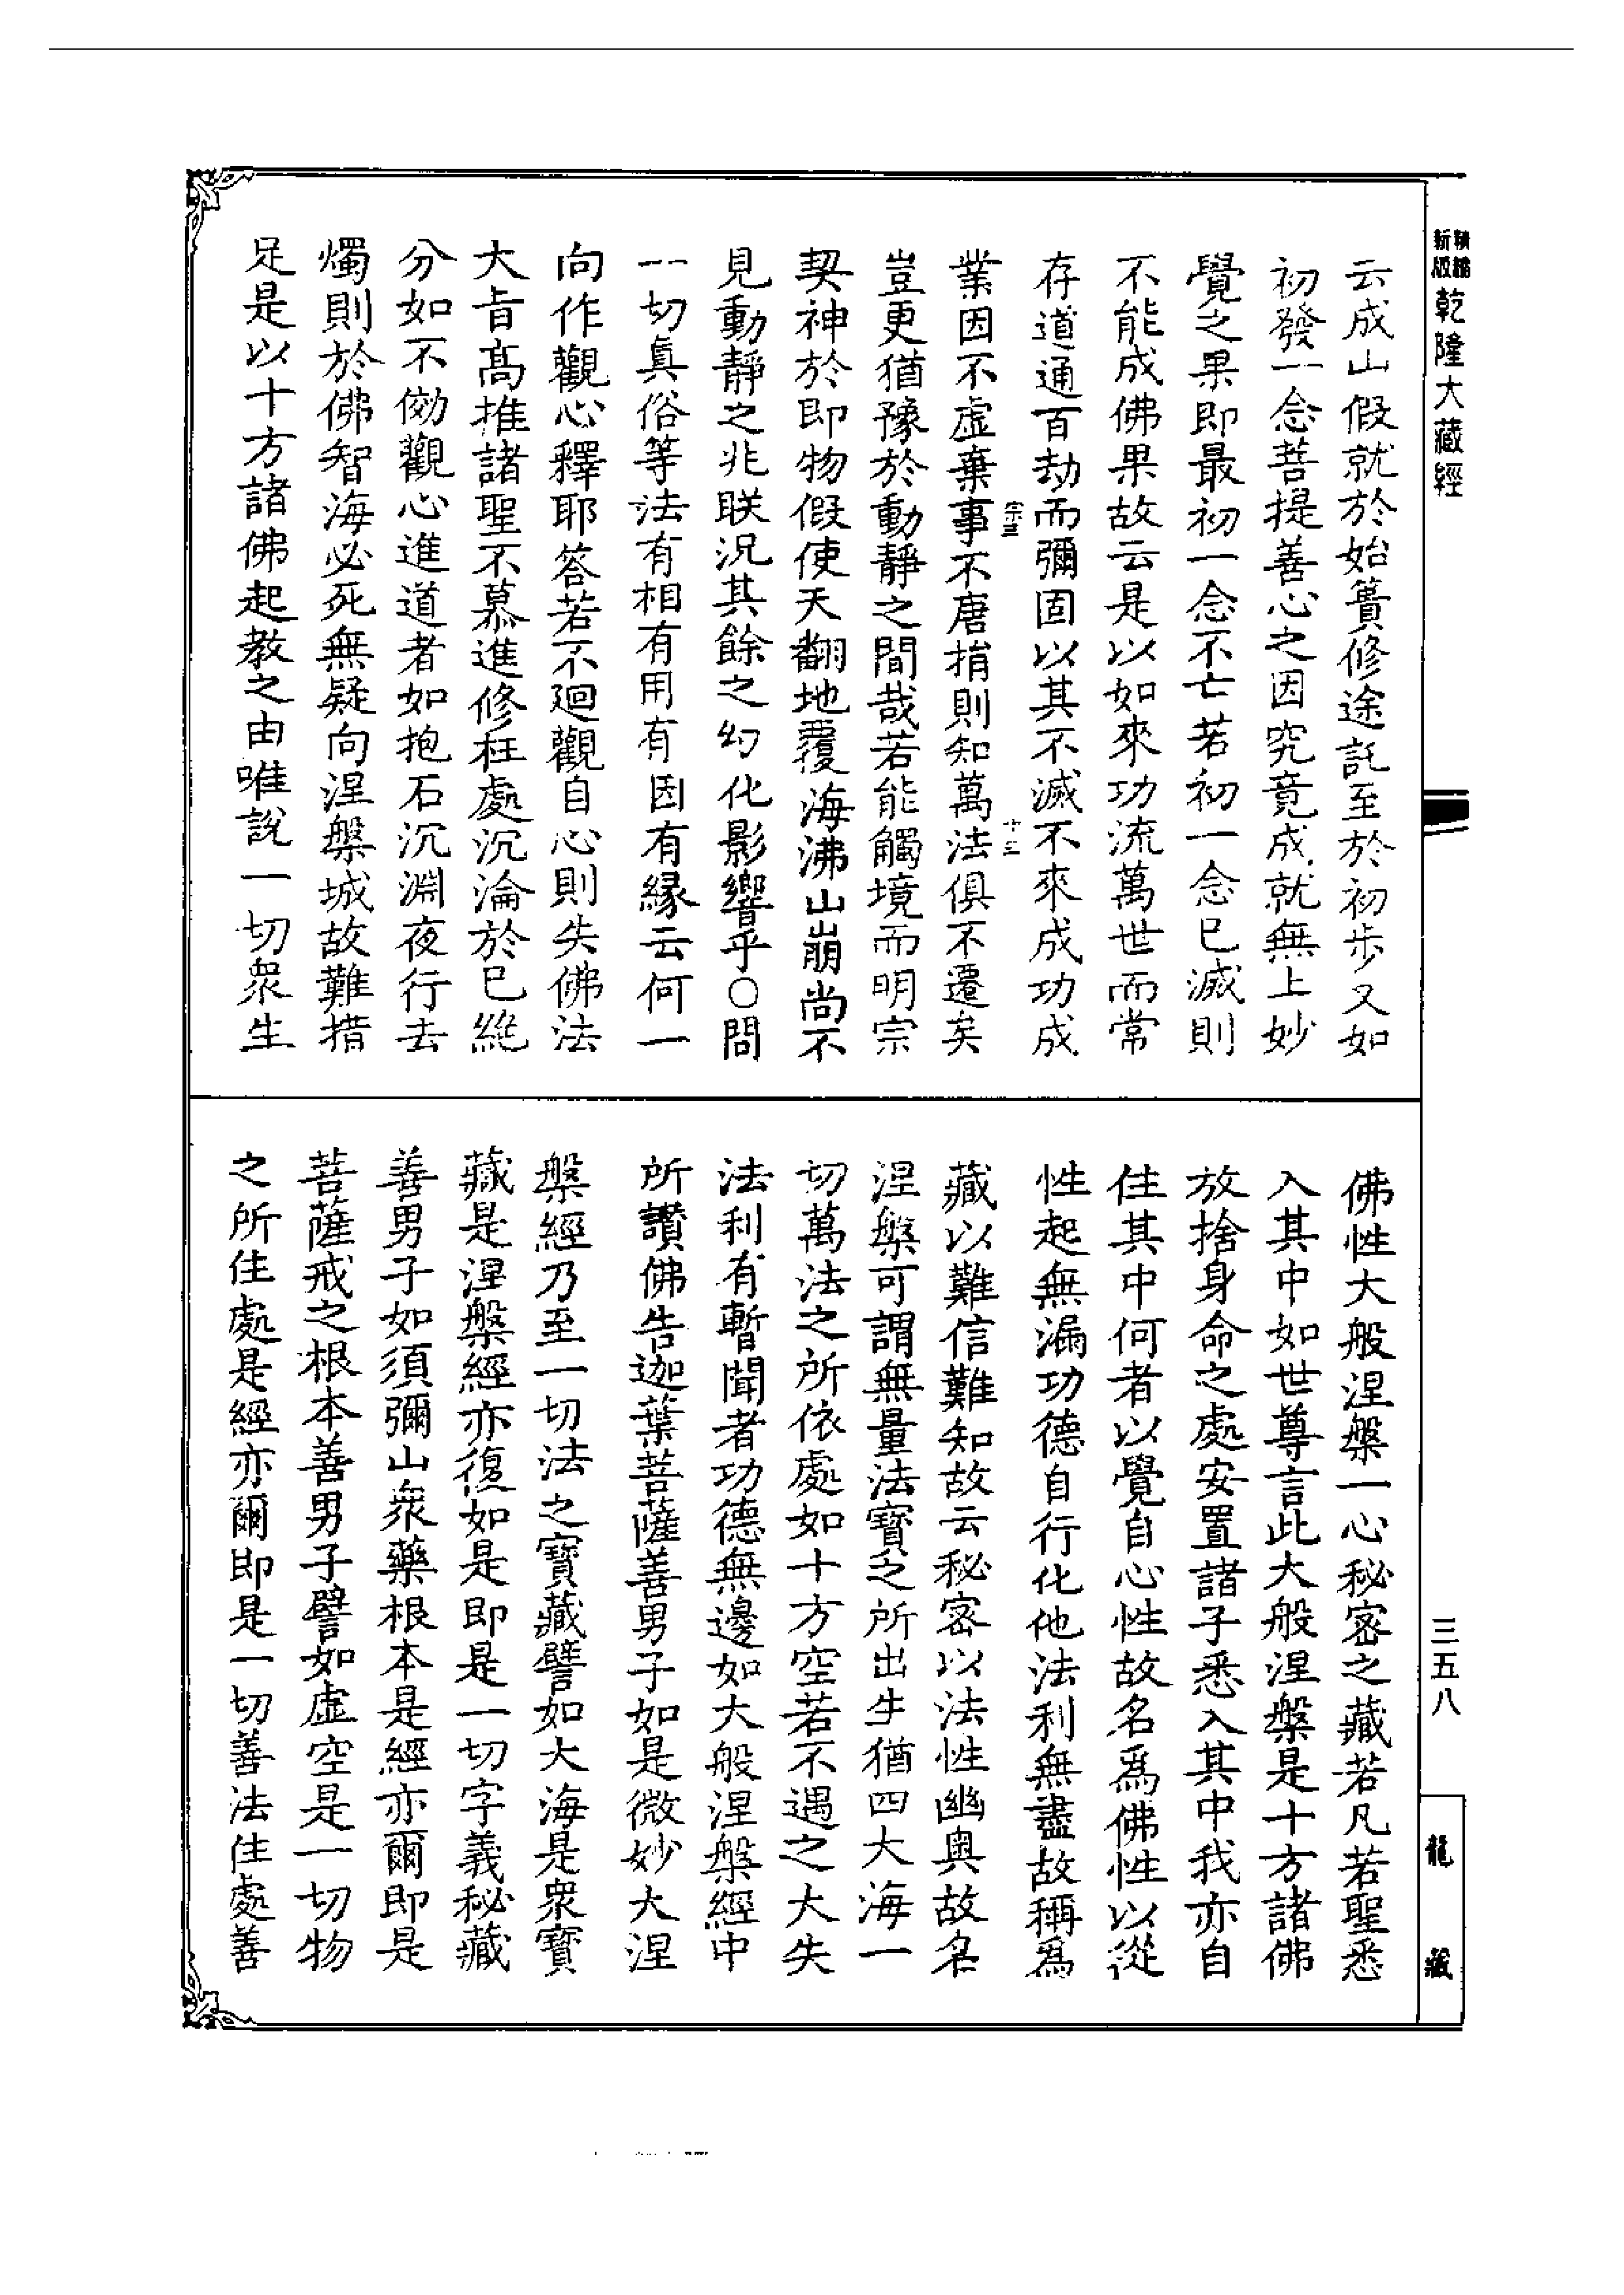 精縮新版乾隆大藏經
云成山假就於始簣修途託至於初步又如
初發一念菩提善心之因究竟成就無上妙
覺之果即最初一念不亡若初一念已滅則
不能成佛果故云是以如來功流萬世而常
存道通百劫而彌固以其不滅不來成功成
宗三
十三
業因不虛棄事不唐捐則知萬法俱不遷矣
豈更猶豫於動靜之間哉若能觸境而明宗
契神於即物假使天翻地覆海沸山崩尚不
見動靜之兆朕況其餘之幻化影響乎○問
一切眞俗等法有相有用有因有緣云何一
向作觀心釋耶答若不迴觀自心則失佛法
大旨高推諸聖不慕進修枉處沉淪於已絶
分如不傚觀心進道者如抱石沉淵夜行去
燭則於佛智海必死無疑向涅槃城故難措
足是以十方諸佛起教之由唯說一切衆生
佛性大般涅槃一心秘密之藏若凡若聖悉
入其中如世尊言此大般涅槃是十方諸佛
放捨身命之處安置諸子悉入其中我亦自
住其中何者以覺自心性故名爲佛性以從
性起無漏功德自行化他法利無盡故稱爲
藏以難信難知故云秘密以法性幽奥故名
涅槃可謂無量法寶之所出生猶四大海一
切萬法之所依處如十方空若不遇之大失
法利有暫聞者功德無邊如大般涅槃經中
所讚佛告迦葉菩薩善男子如是微妙大涅
槃經乃至一切法之寶藏譬如大海是衆寶
藏是涅槃經亦復如是即是一切字義秘藏
善男子如須彌山衆藥根本是經亦爾即是
菩薩戒之根本善男子譬如虛空是一切物
之所住處是經亦爾即是一切善法住處善
三五八
龍藏